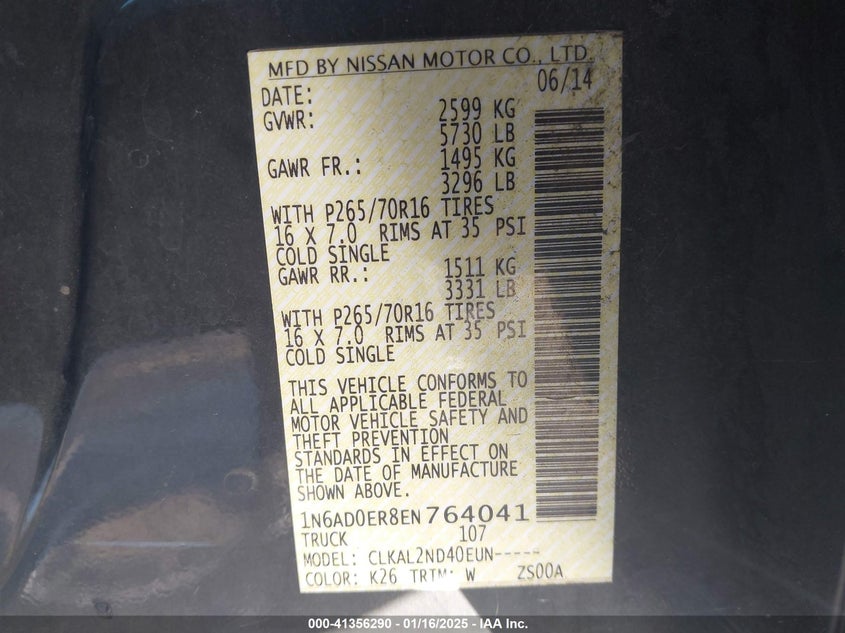 MFD BY NISSAN MOTOR CO., LTD.
DATE: 06/14
GVWR: 2599 KG
5730 LB
GAWR FR.: 1495 KG
3296 LB
WITH P265/70R16 TIRES
16 X 7.0 RIMS AT 35 PSI
COLD SINGLE
GAWR RR.: 1511 KG
3331 LB
WITH P265/70R16 TIRES
16 X 7.0 RIMS AT 35 PSI
COLD SINGLE
THIS VEHICLE CONFORMS TO
ALL APPLICABLE FEDERAL
MOTOR VEHICLE SAFETY AND
THEFT PREVENTION
STANDARDS IN EFFECT ON
THE DATE OF MANUFACTURE
SHOWN ABOVE.
1N6AD0ER8EN764041
TRUCK 107
MODEL: CLKAL2ND40EUN-----
COLOR: K26 TRIM: W ZS00A
000-41356290 - 01/16/2025 - IAA Inc.